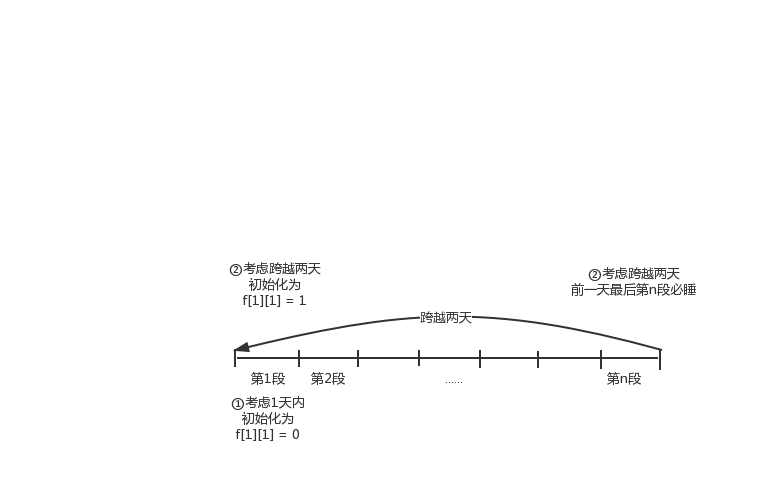 ②考虑跨越两天
初始化为
f[1][1] = 1
②考虑跨越两天
前一天最后第n段必睡
跨越两天
第1段
第2段
......
第n段
①考虑1天内
初始化为
f[1][1] = 0